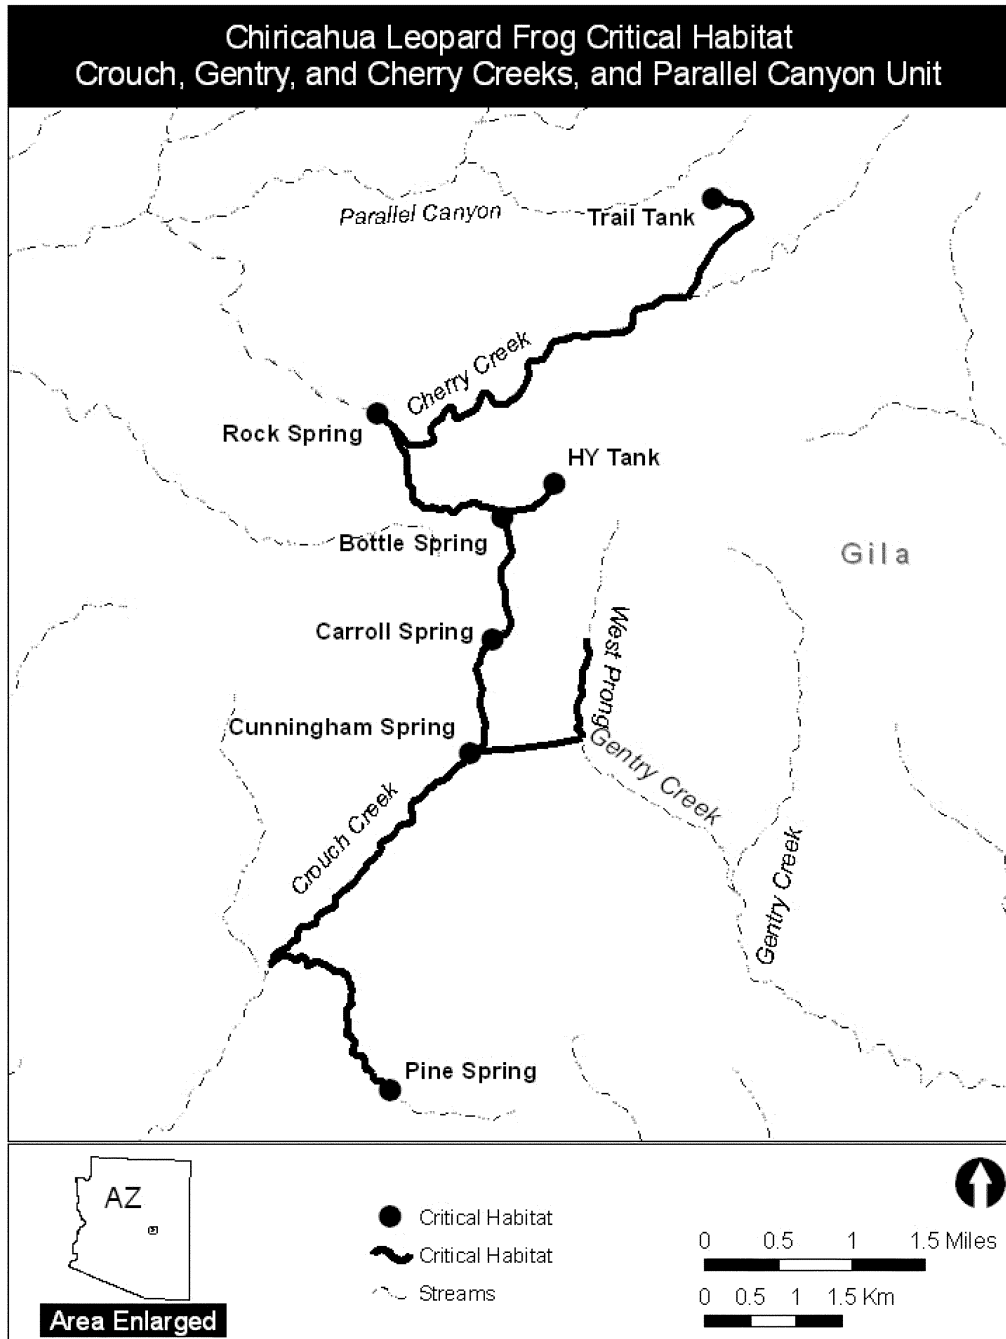 Chiricahua Leopard Frog Critical Habitat
Crouch, Gentry, and Cherry Creeks, and Parallel Canyon Unit
Parallel Canyon
Trail Tank
Cherry Creek
Rock Spring
HY Tank
Bottle Spring
Gila
Carroll Spring
West Prong
Cunningham Spring
Gentry Creek
Crouch Creek
Gentry Creek
Pine Spring
AZ
Area Enlarged
Critical Habitat
Critical Habitat
Streams
0 0.5 1 1.5 Miles
0 0.5 1 1.5 Km